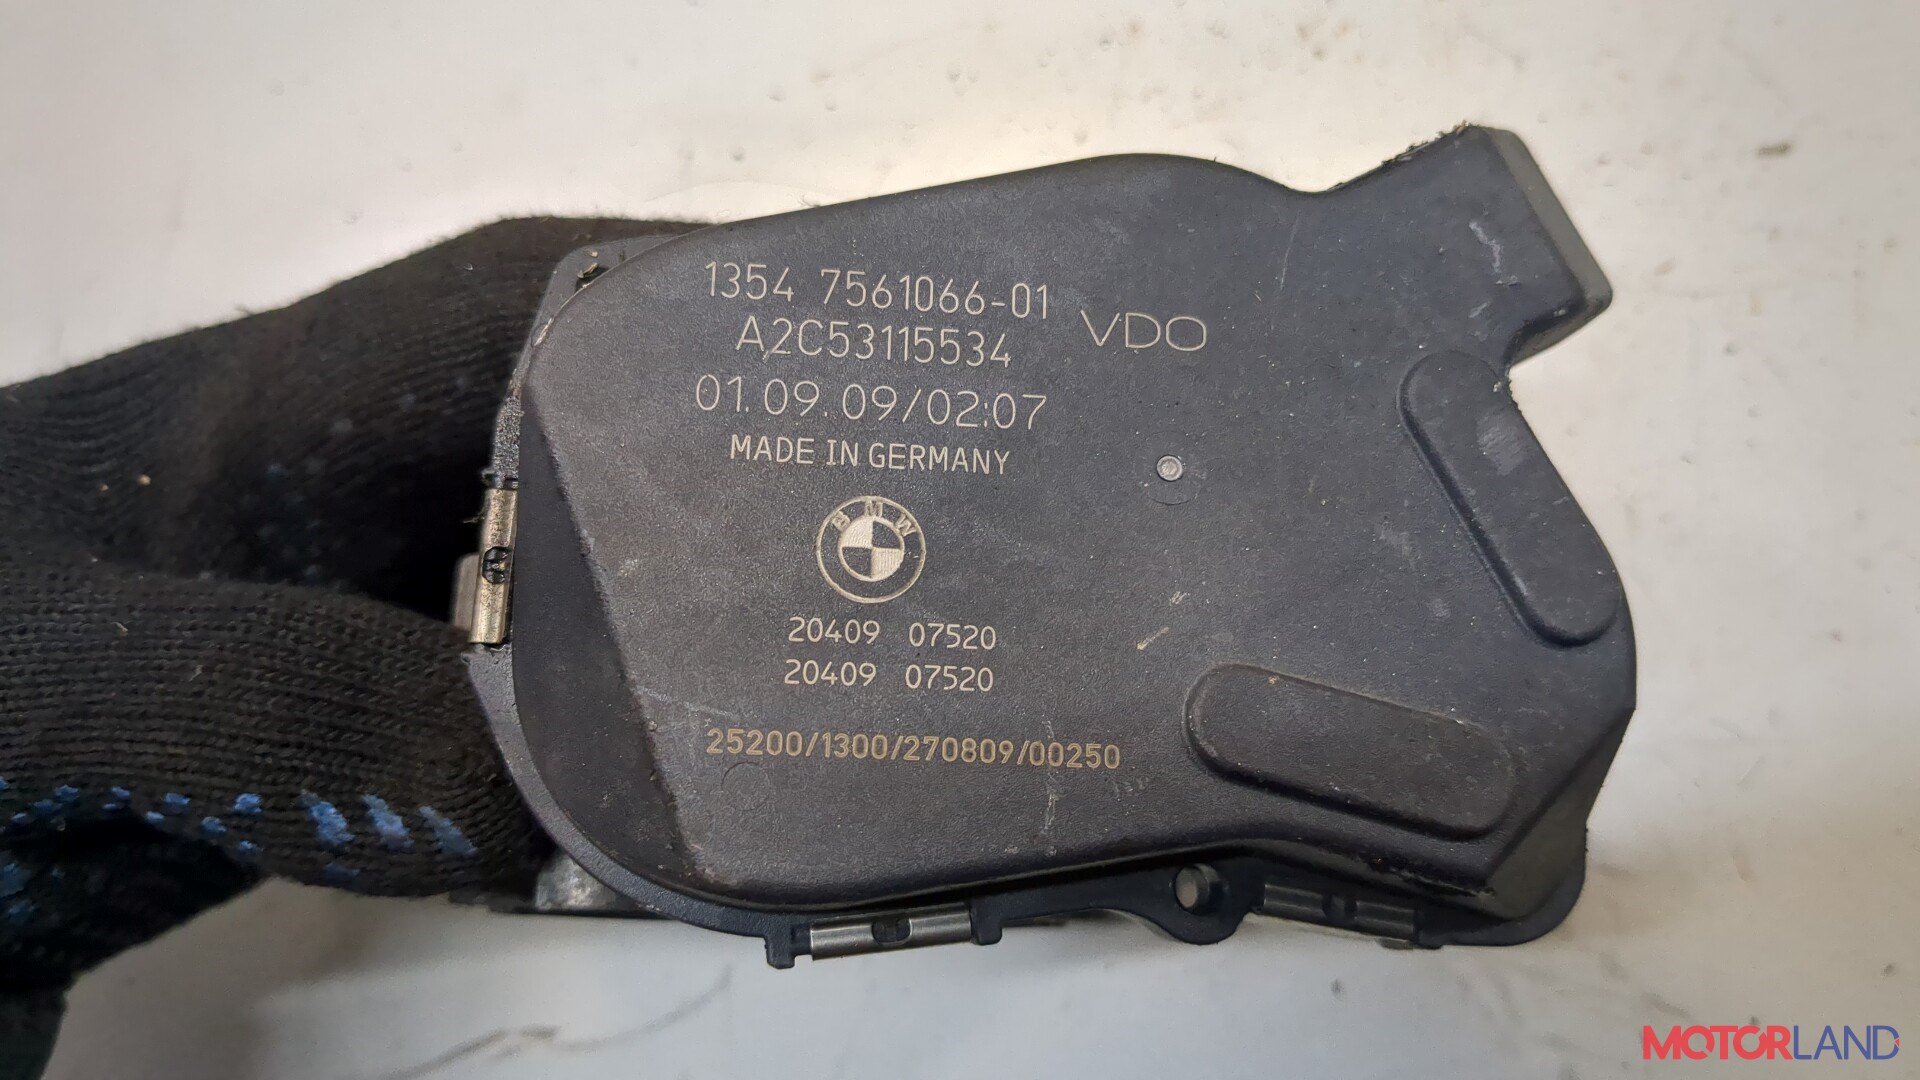 1354 7561066-01
A2C53115534
VDO
01.09.09/02:07
MADE IN GERMANY
BMW
20409 07520
20409 07520
25200/1300/270809/00250
MOTORLAND